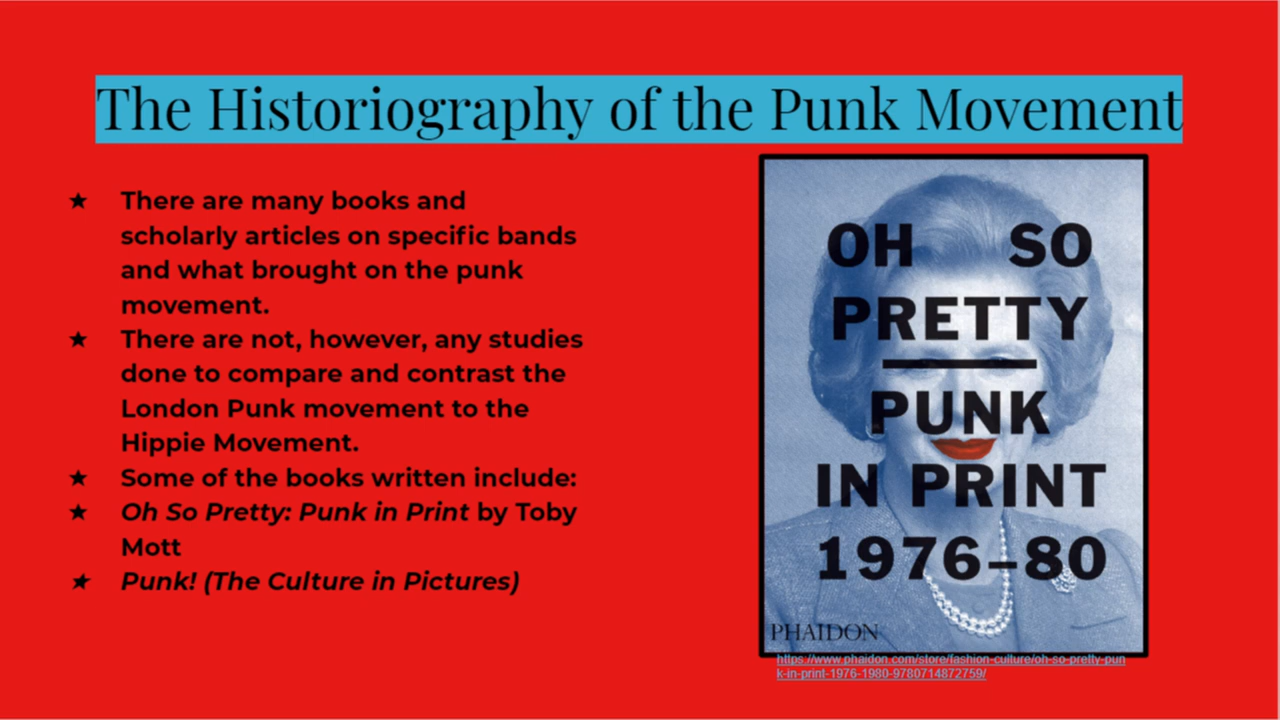 The Historiography of the Punk Movement
★ There are many books and
scholarly articles on specific bands
and what brought on the punk
movement.
★ There are not, however, any studies
done to compare and contrast the
London Punk movement to the
Hippie Movement.
★ Some of the books written include:
★ Oh So Pretty: Punk in Print by Toby
Mott
★ Punk! (The Culture in Pictures)
OH SO
PRETTY
PUNK
IN PRINT
1976–80
PHAIDON
https://www.phaidon.com/store/fashion-culture/oh-so-pretty-pun
k-in-print-1976-1980-9780714872759/